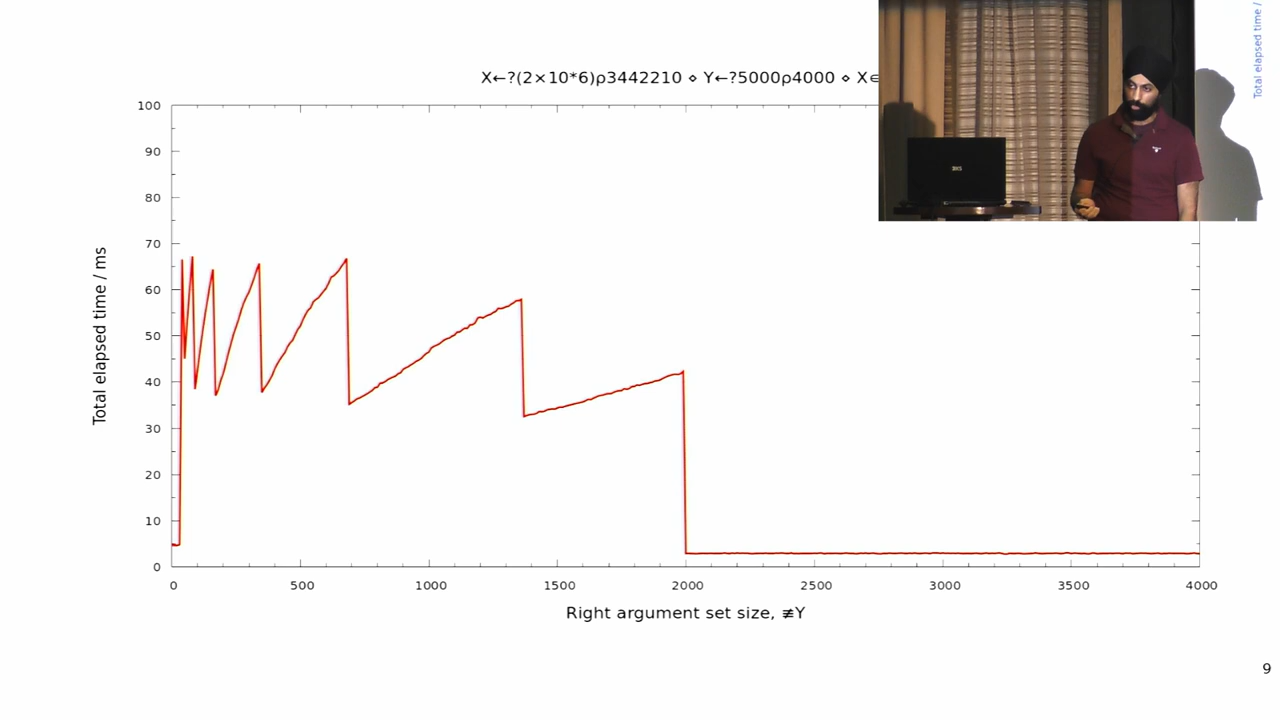 Total elapsed time /
X←?(2×10*6)⍴3442210 ⋄ Y←?5000⍴4000 ⋄ X∊
100
90
80
70
60
50
40
30
20
10
0
Total elapsed time / ms
0 500 1000 1500 2000 2500 3000 3500 4000
Right argument set size, ≢Y
9